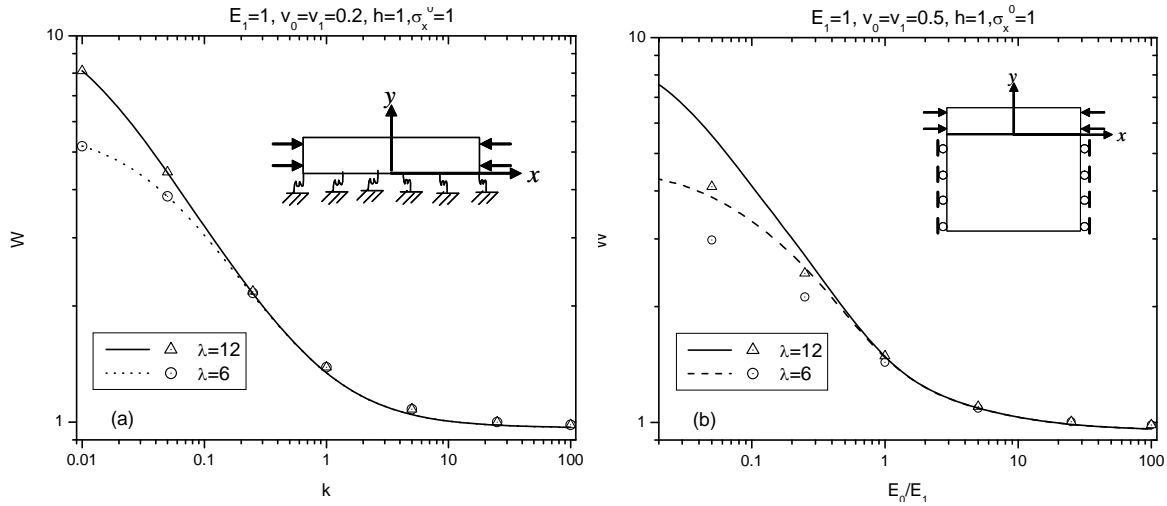 E₁=1, ν₀=ν₁=0.2, h=1,σₓ⁰=1
10
W
y
x
λ=12
λ=6
1
(a)
0.01 0.1 1 10 100
k
E₁=1, ν₀=ν₁=0.5, h=1,σₓ⁰=1
10
W
y
x
λ=12
λ=6
1
(b)
0.1 1 10 100
E₀/E₁